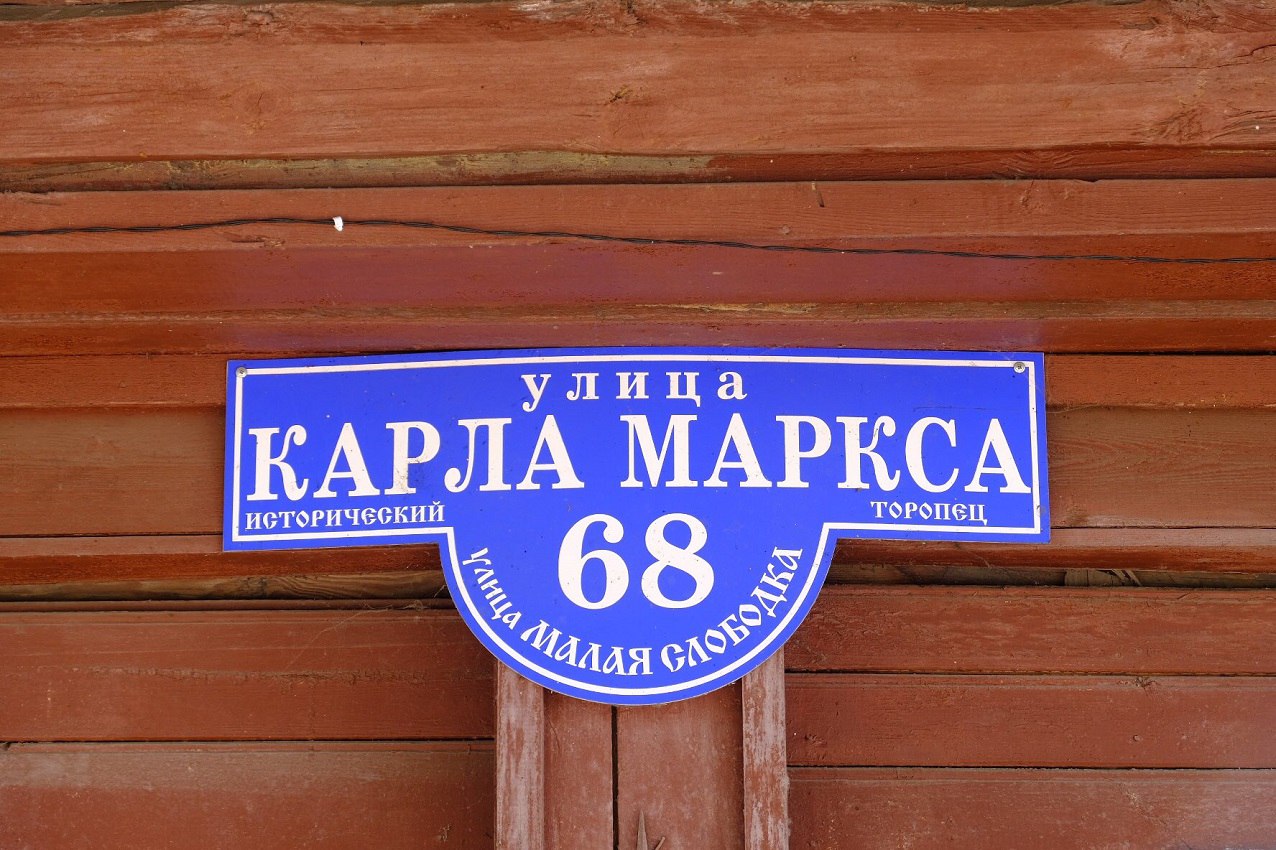 улица
КАРЛА МАРКСА
ИСТОРИЧЕСКИЙ ТОРОПЕЦ
68
улица МАЛАЯ СЛОБОДКА